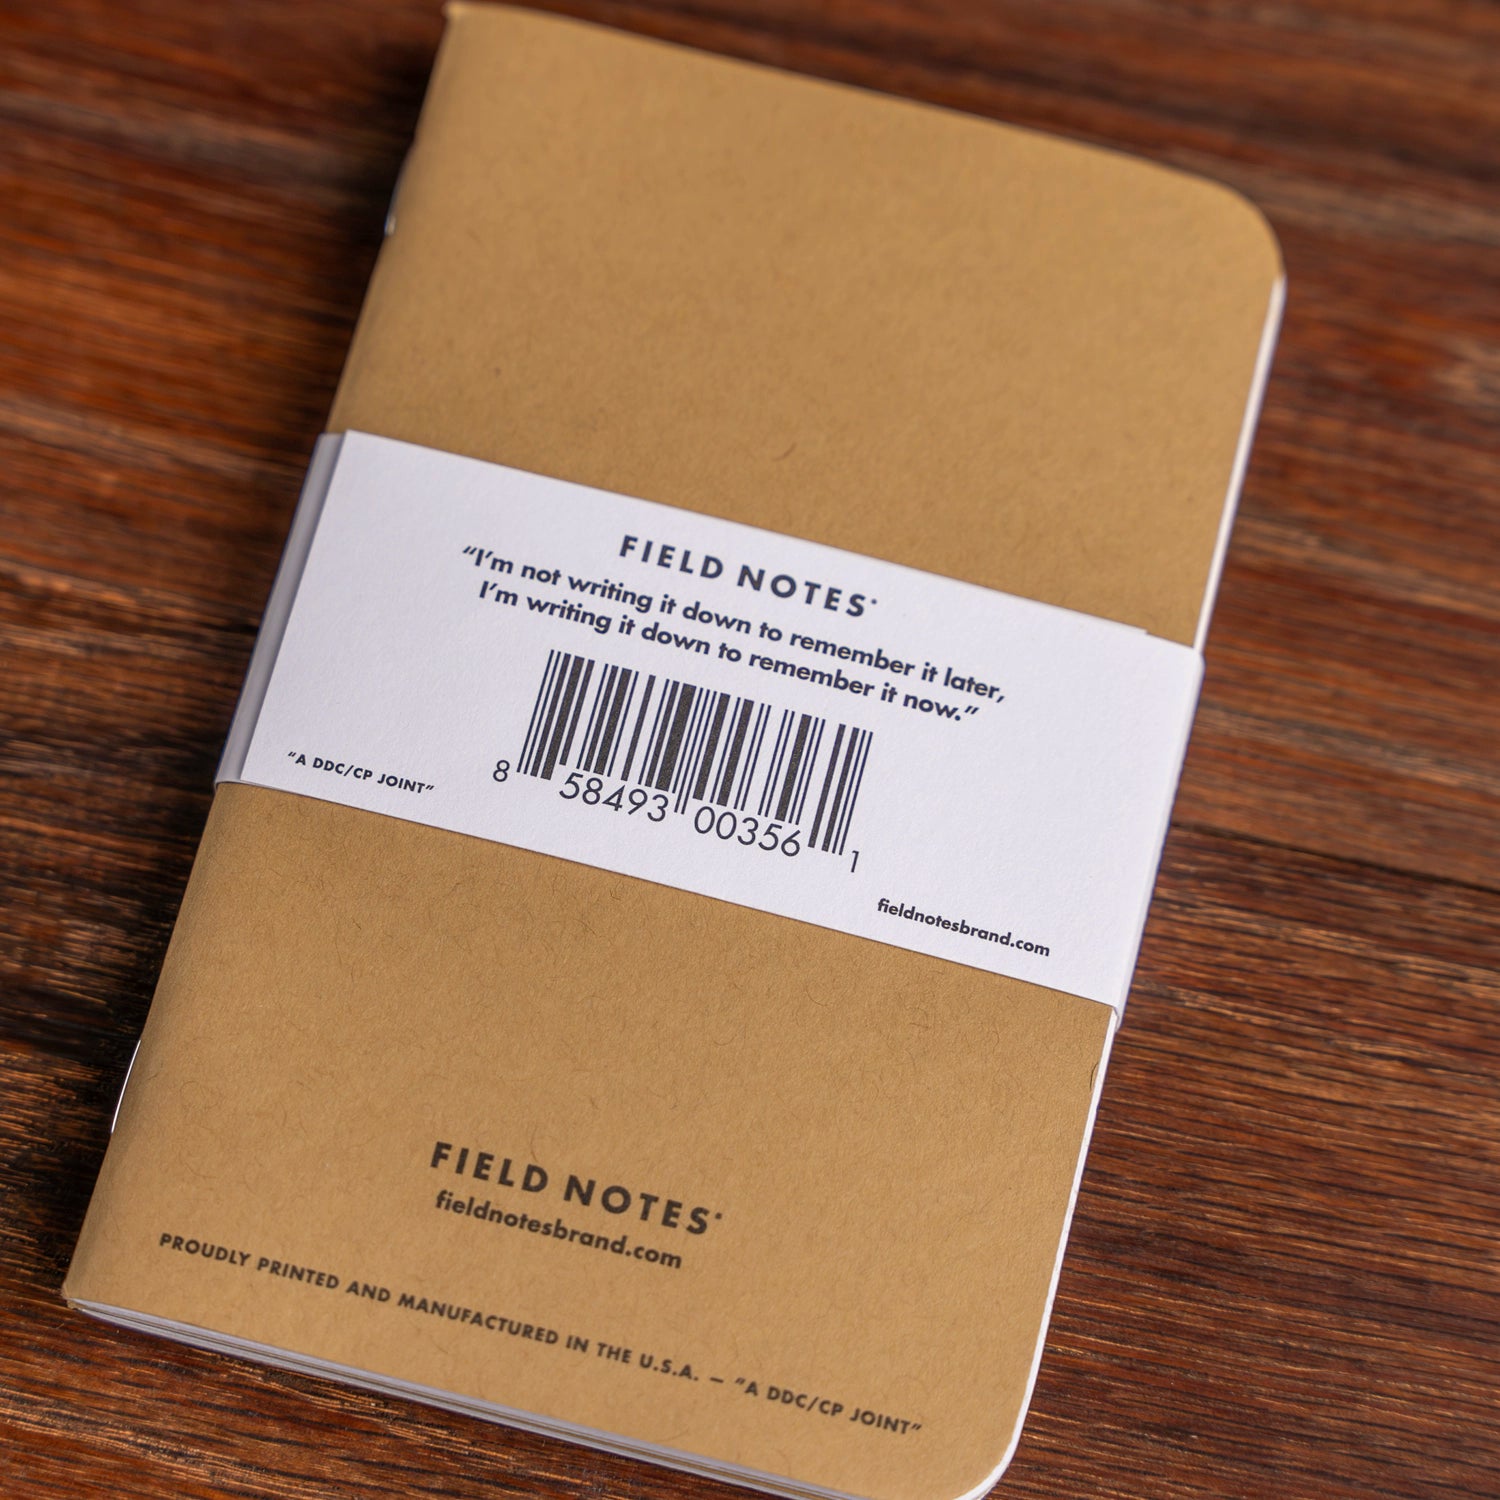 FIELD NOTES
“I’m not writing it down to remember it later,
I’m writing it down to remember it now.”
8 58493 00356 1
“A DDC/CP JOINT”
fieldnotesbrand.com
FIELD NOTES
fieldnotesbrand.com
PROUDLY PRINTED AND MANUFACTURED IN THE U.S.A. — “A DDC/CP JOINT”